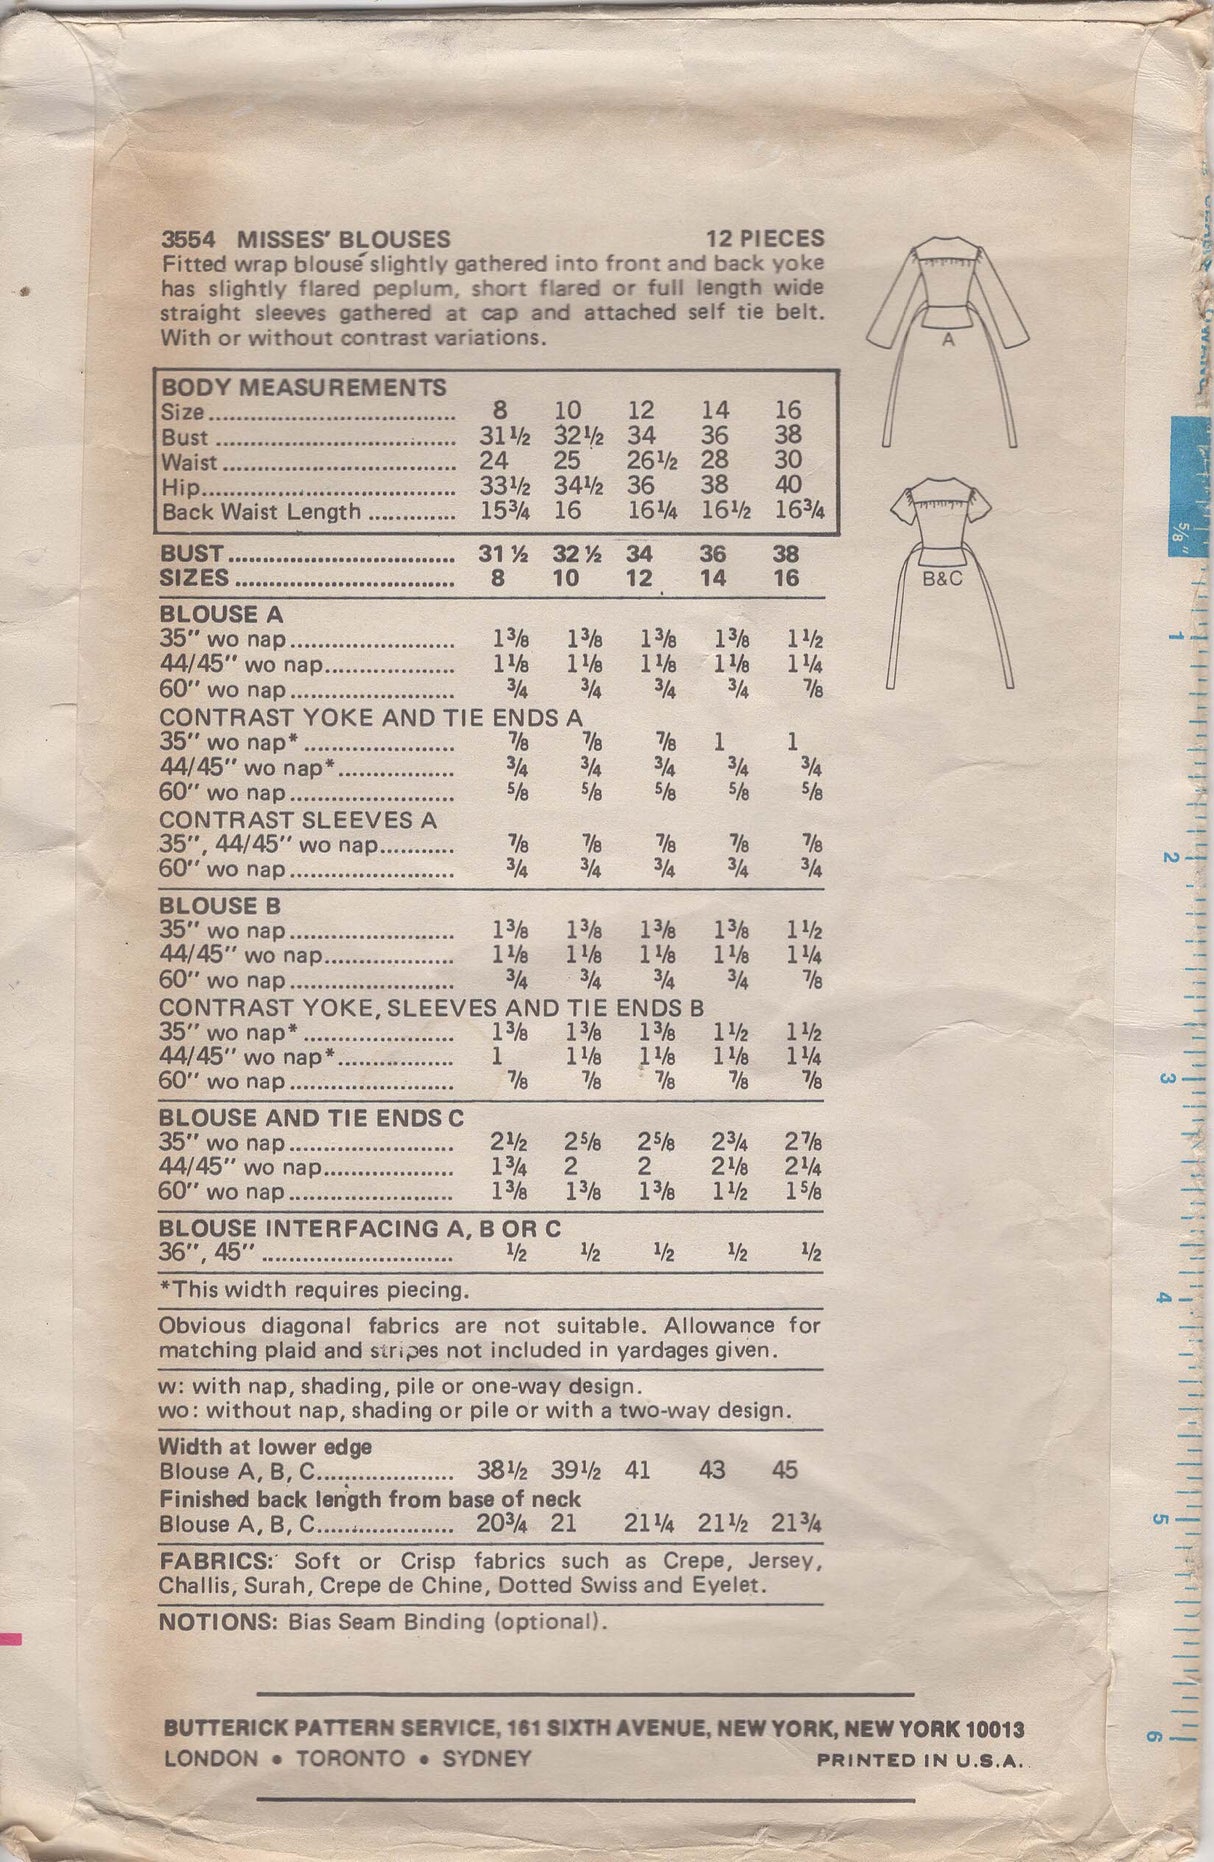 3554 MISSES' BLOUSES 12 PIECES
Fitted wrap blouse slightly gathered into front and back yoke
has slightly flared peplum, short flared or full length wide
straight sleeves gathered at cap and attached self tie belt.
With or without contrast variations.
A
BODY MEASUREMENTS
Size 8 10 12 14 16
Bust 31½ 32½ 34 36 38
Waist 24 25 26½ 28 30
Hip 33½ 34½ 36 38 40
Back Waist Length 15¾ 16 16¼ 16½ 16¾
BUST 31 ½ 32 ½ 34 36 38
SIZES 8 10 12 14 16
B&C
BLOUSE A
35" wo nap 1⅜ 1⅜ 1⅜ 1⅜ 1½
44/45" wo nap 1⅛ 1⅛ 1⅛ 1⅛ 1¼
60" wo nap ¾ ¾ ¾ ¾ ⅞
CONTRAST YOKE AND TIE ENDS A
35" wo nap* ⅞ ⅞ ⅞ 1 1
44/45" wo nap* ¾ ¾ ¾ ¾ ¾
60" wo nap ⅝ ⅝ ⅝ ⅝ ⅝
CONTRAST SLEEVES A
35", 44/45" wo nap ⅞ ⅞ ⅞ ⅞ ⅞
60" wo nap ¾ ¾ ¾ ¾ ¾
BLOUSE B
35" wo nap 1⅜ 1⅜ 1⅜ 1⅜ 1½
44/45" wo nap 1⅛ 1⅛ 1⅛ 1⅛ 1¼
60" wo nap ¾ ¾ ¾ ¾ ⅞
CONTRAST YOKE, SLEEVES AND TIE ENDS B
35" wo nap* 1⅜ 1⅜ 1⅜ 1½ 1½
44/45" wo nap* 1 1⅛ 1⅛ 1⅛ 1¼
60" wo nap ⅞ ⅞ ⅞ ⅞ ⅞
BLOUSE AND TIE ENDS C
35" wo nap 2½ 2⅝ 2⅝ 2¾ 2⅞
44/45" wo nap 1¾ 2 2 2⅛ 2¼
60" wo nap 1⅜ 1⅜ 1⅜ 1½ 1⅝
BLOUSE INTERFACING A, B OR C
36", 45" ½ ½ ½ ½ ½
*This width requires piecing.
Obvious diagonal fabrics are not suitable. Allowance for
matching plaid and stripes not included in yardages given.
w: with nap, shading, pile or one-way design.
wo: without nap, shading or pile or with a two-way design.
Width at lower edge
Blouse A, B, C 38½ 39½ 41 43 45
Finished back length from base of neck
Blouse A, B, C 20¾ 21 21¼ 21½ 21¾
FABRICS: Soft or Crisp fabrics such as Crepe, Jersey,
Challis, Surah, Crepe de Chine, Dotted Swiss and Eyelet.
NOTIONS: Bias Seam Binding (optional).
BUTTERICK PATTERN SERVICE, 161 SIXTH AVENUE, NEW YORK, NEW YORK 10013
LONDON • TORONTO • SYDNEY PRINTED IN U.S.A.
5/8"
1
2
3
4
5
6